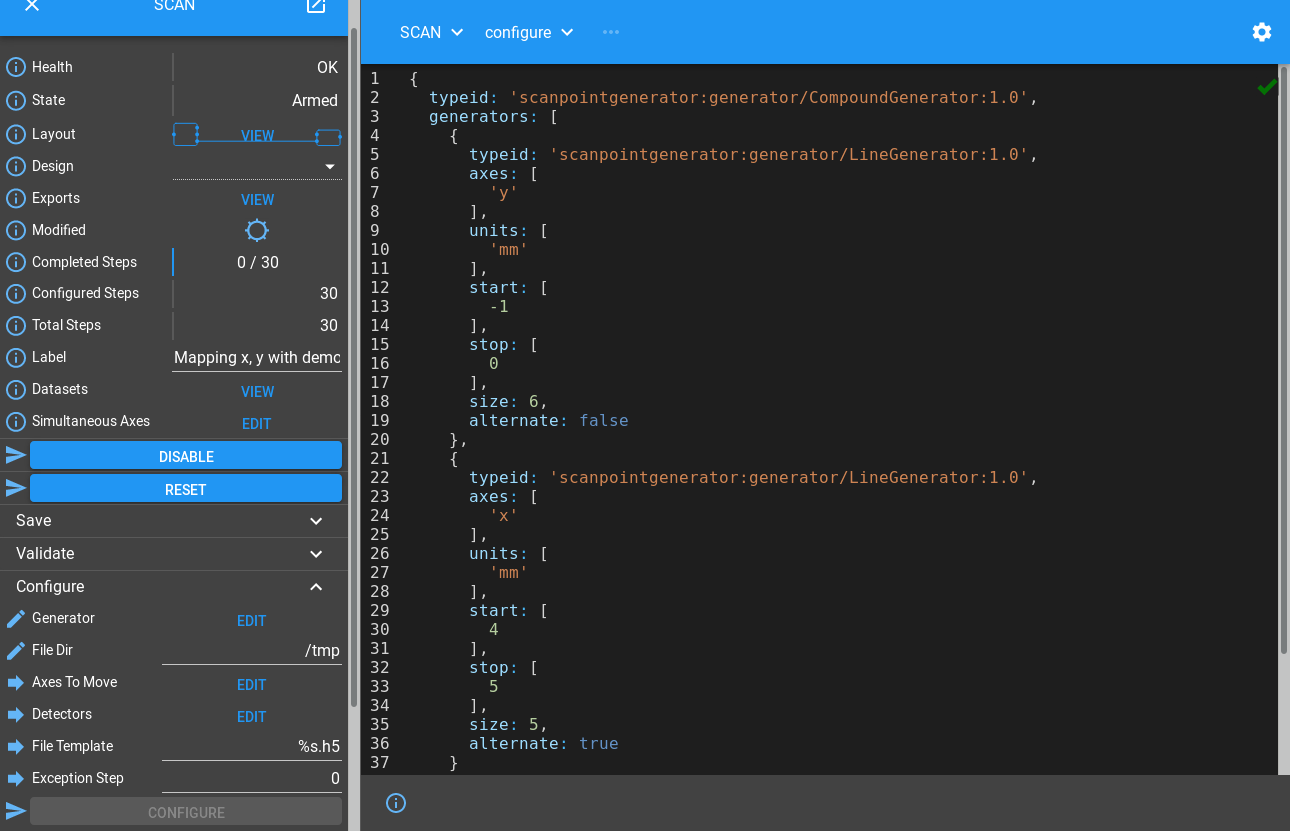 SCAN
Health OK
State Armed
Layout VIEW
Design
Exports VIEW
Modified
Completed Steps 0 / 30
Configured Steps 30
Total Steps 30
Label Mapping x, y with demo
Datasets VIEW
Simultaneous Axes EDIT
DISABLE
RESET
Save
Validate
Configure
Generator EDIT
File Dir /tmp
Axes To Move EDIT
Detectors EDIT
File Template %s.h5
Exception Step 0
CONFIGURE
SCAN configure ...
1 {
2 typeid: 'scanpointgenerator:generator/CompoundGenerator:1.0',
3 generators: [
4 {
5 typeid: 'scanpointgenerator:generator/LineGenerator:1.0',
6 axes: [
7 'y'
8 ],
9 units: [
10 'mm'
11 ],
12 start: [
13 -1
14 ],
15 stop: [
16 0
17 ],
18 size: 6,
19 alternate: false
20 },
21 {
22 typeid: 'scanpointgenerator:generator/LineGenerator:1.0',
23 axes: [
24 'x'
25 ],
26 units: [
27 'mm'
28 ],
29 start: [
30 4
31 ],
32 stop: [
33 5
34 ],
35 size: 5,
36 alternate: true
37 }